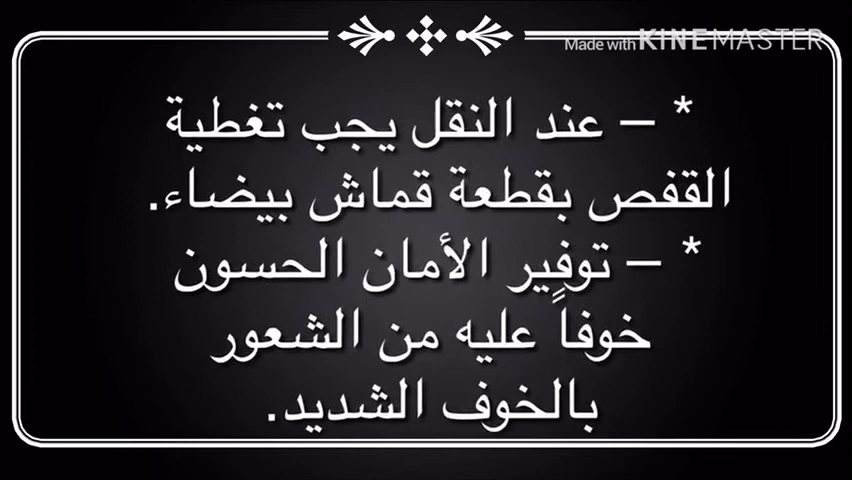 Made with KINEMASTER
* – عند النقل يجب تغطية
القفص بقطعة قماش بيضاء.
* – توفير الأمان الحسون
خوفاً عليه من الشعور
بالخوف الشديد.